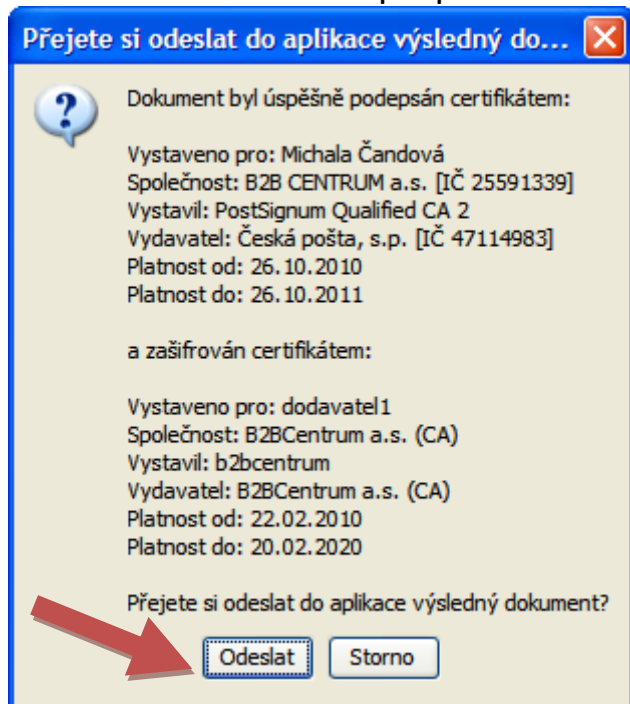 Přejete si odeslat do aplikace výsledný do...
Dokument byl úspěšně podepsán certifikátem:
Vystaveno pro: Michala Čandová
Společnost: B2B CENTRUM a.s. [IČ 25591339]
Vystavil: PostSignum Qualified CA 2
Vydavatel: Česká pošta, s.p. [IČ 47114983]
Platnost od: 26.10.2010
Platnost do: 26.10.2011
a zašifrován certifikátem:
Vystaveno pro: dodavatel1
Společnost: B2BCentrum a.s. (CA)
Vystavil: b2bcentrum
Vydavatel: B2BCentrum a.s. (CA)
Platnost od: 22.02.2010
Platnost do: 20.02.2020
Přejete si odeslat do aplikace výsledný dokument?
Odeslat Storno